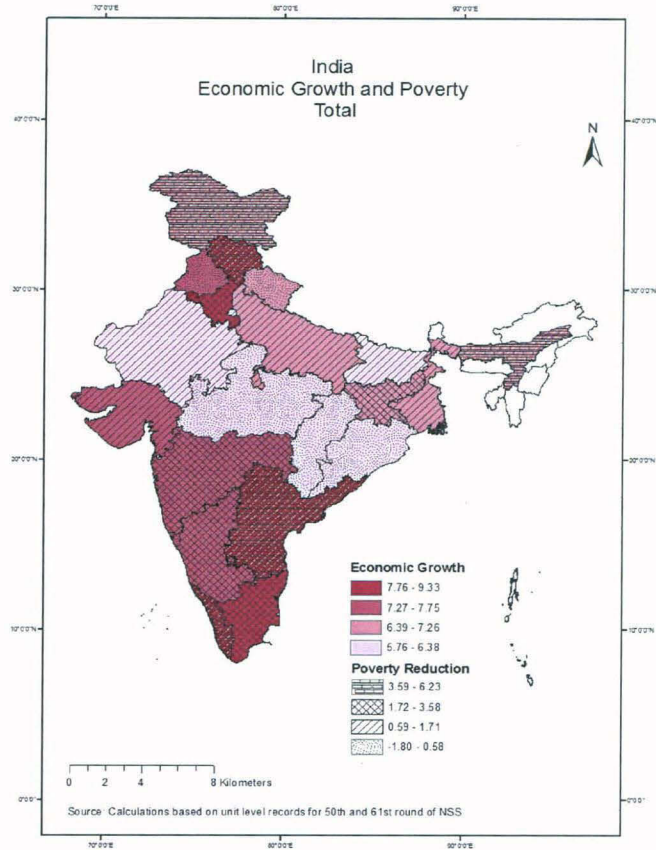 70°0'0"E 80°0'0"E 90°0'0"E
India
Economic Growth and Poverty
Total
40°0'0"N 40°0'0"N
N
30°0'0"N 30°0'0"N
20°0'0"N 20°0'0"N
Economic Growth
7.76 - 9.33
7.27 - 7.75
6.39 - 7.26
5.76 - 6.38
10°0'0"N 10°0'0"N
Poverty Reduction
3.59 - 6.23
1.72 - 3.58
0.59 - 1.71
-1.80 - 0.58
0 2 4 8 Kilometers
Source: Calculations based on unit level records for 50th and 61st round of NSS
0°0'0" 0°0'0"
70°0'0"E 80°0'0"E 90°0'0"E